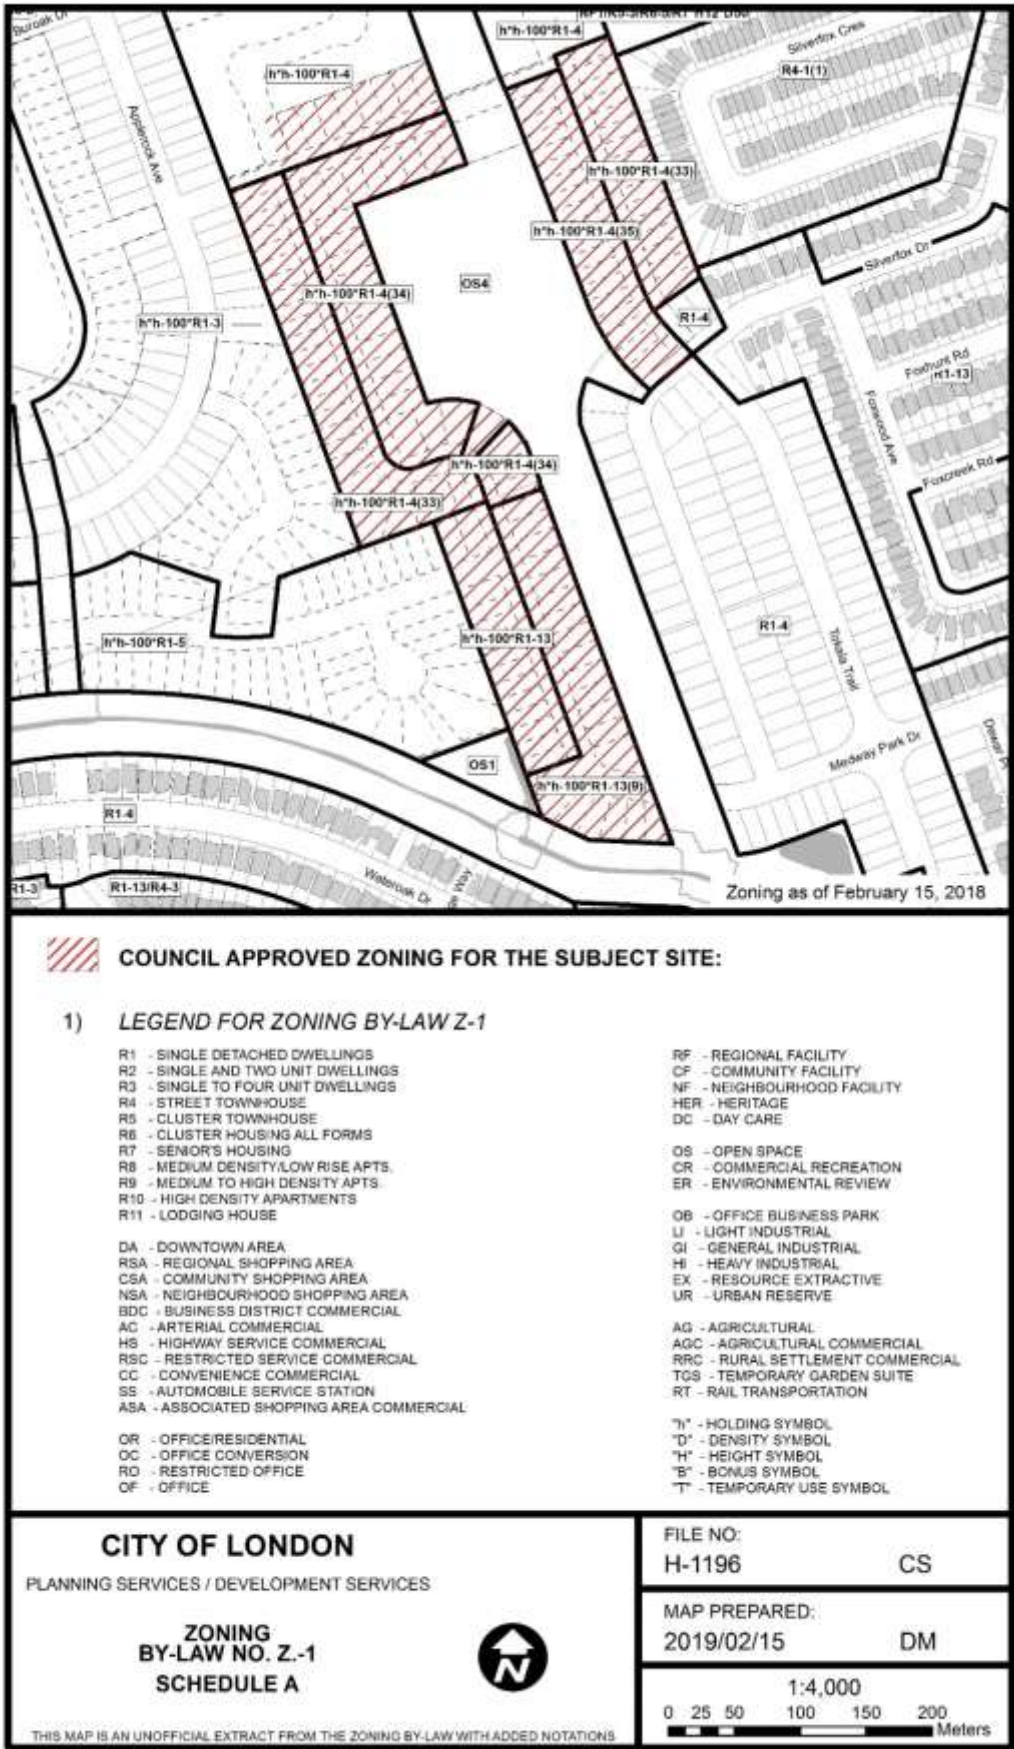 Buroak Dr
h*h-100*R1-4
RF1/R5-3/R6-5/R7*H12*D50
Silverfox Cres
R4-1(1)
h*h-100*R1-4
Applerock Ave
h*h-100*R1-4(33)
h*h-100*R1-4(35)
Silverfox Dr
OS4
h*h-100*R1-4(34)
R1-4
h*h-100*R1-3
Foxhunt Rd
R1-13
Foxwood Ave
h*h-100*R1-4(34)
Foxcreek Rd
h*h-100*R1-4(33)
R1-4
h*h-100*R1-13
h*h-100*R1-5
Tokala Trail
Medway Park Dr
OS1
h*h-100*R1-13(9)
R1-4
R1-3
R1-13/R4-3
Wateroak Dr
Way
Zoning as of February 15, 2018
COUNCIL APPROVED ZONING FOR THE SUBJECT SITE:
1) LEGEND FOR ZONING BY-LAW Z-1
R1 - SINGLE DETACHED DWELLINGS
R2 - SINGLE AND TWO UNIT DWELLINGS
R3 - SINGLE TO FOUR UNIT DWELLINGS
R4 - STREET TOWNHOUSE
R5 - CLUSTER TOWNHOUSE
R6 - CLUSTER HOUSING ALL FORMS
R7 - SENIOR'S HOUSING
R8 - MEDIUM DENSITY/LOW RISE APTS.
R9 - MEDIUM TO HIGH DENSITY APTS.
R10 - HIGH DENSITY APARTMENTS
R11 - LODGING HOUSE
DA - DOWNTOWN AREA
RSA - REGIONAL SHOPPING AREA
CSA - COMMUNITY SHOPPING AREA
NSA - NEIGHBOURHOOD SHOPPING AREA
BDC - BUSINESS DISTRICT COMMERCIAL
AC - ARTERIAL COMMERCIAL
HS - HIGHWAY SERVICE COMMERCIAL
RSC - RESTRICTED SERVICE COMMERCIAL
CC - CONVENIENCE COMMERCIAL
SS - AUTOMOBILE SERVICE STATION
ASA - ASSOCIATED SHOPPING AREA COMMERCIAL
OR - OFFICE/RESIDENTIAL
OC - OFFICE CONVERSION
RO - RESTRICTED OFFICE
OF - OFFICE
RF - REGIONAL FACILITY
CF - COMMUNITY FACILITY
NF - NEIGHBOURHOOD FACILITY
HER - HERITAGE
DC - DAY CARE
OS - OPEN SPACE
CR - COMMERCIAL RECREATION
ER - ENVIRONMENTAL REVIEW
OB - OFFICE BUSINESS PARK
LI - LIGHT INDUSTRIAL
GI - GENERAL INDUSTRIAL
HI - HEAVY INDUSTRIAL
EX - RESOURCE EXTRACTIVE
UR - URBAN RESERVE
AG - AGRICULTURAL
AGC - AGRICULTURAL COMMERCIAL
RRC - RURAL SETTLEMENT COMMERCIAL
TGS - TEMPORARY GARDEN SUITE
RT - RAIL TRANSPORTATION
"h" - HOLDING SYMBOL
"D" - DENSITY SYMBOL
"H" - HEIGHT SYMBOL
"B" - BONUS SYMBOL
"T" - TEMPORARY USE SYMBOL
CITY OF LONDON
PLANNING SERVICES / DEVELOPMENT SERVICES
ZONING
BY-LAW NO. Z.-1
SCHEDULE A
N
THIS MAP IS AN UNOFFICIAL EXTRACT FROM THE ZONING BY-LAW WITH ADDED NOTATIONS
FILE NO:
H-1196 CS
MAP PREPARED:
2019/02/15 DM
1:4,000
0 25 50 100 150 200
Meters